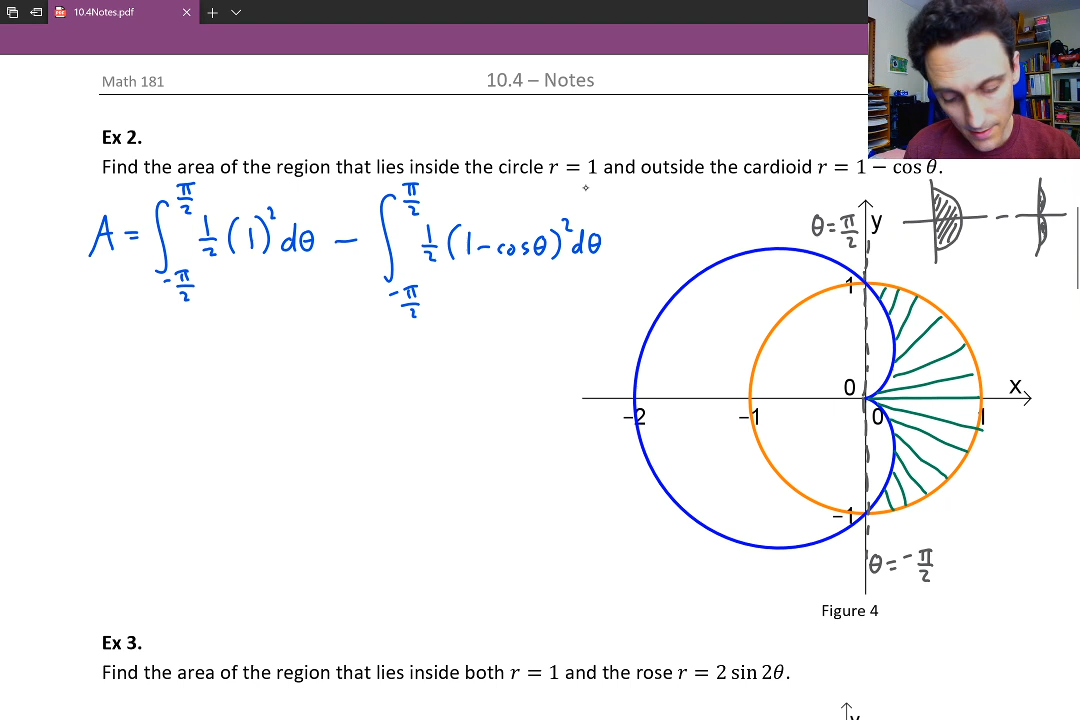 10.4Notes.pdf
Math 181
10.4 – Notes
Ex 2.
Find the area of the region that lies inside the circle r = 1 and outside the cardioid r = 1 − cos θ.
A = ∫_{-π/2}^{π/2} 1/2 (1)² dθ − ∫_{-π/2}^{π/2} 1/2 (1-cosθ)² dθ
θ = π/2
y
1
0
x
−2
−1
0
1
−1
θ = -π/2
Figure 4
Ex 3.
Find the area of the region that lies inside both r = 1 and the rose r = 2 sin 2θ.
y